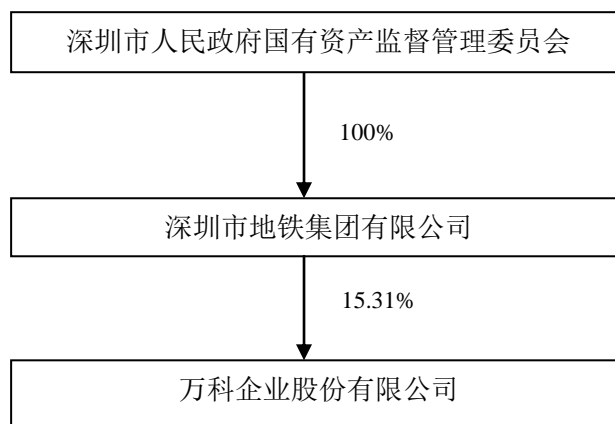 深圳市人民政府国有资产监督管理委员会
100%
深圳市地铁集团有限公司
15.31%
万科企业股份有限公司